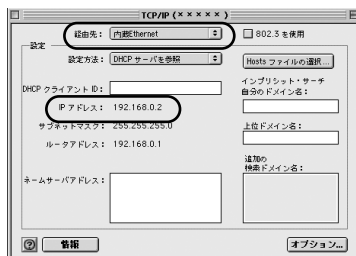 TCP/IP (×××××)
経由先： 内蔵Ethernet
802.3 を使用
設定
設定方法： DHCP サーバを参照
Hosts ファイルの選択...
DHCP クライアント ID：
インプリシット・サーチ
自分のドメイン名：
IP アドレス： 192.168.0.2
サブネットマスク： 255.255.255.0
上位ドメイン名：
ルータアドレス： 192.168.0.1
追加の
検索ドメイン名：
ネームサーバアドレス：
?
情報
オプション...